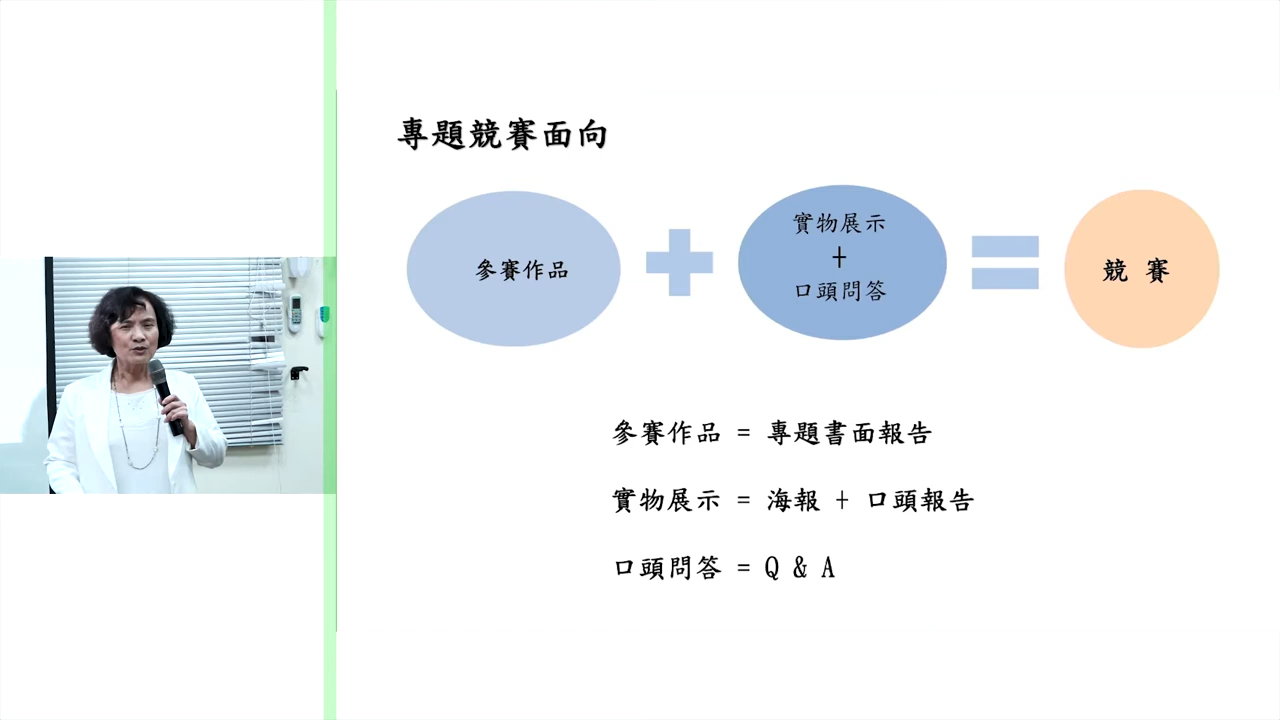 專題競賽面向
參賽作品
實物展示
+
口頭問答
競 賽
參賽作品 = 專題書面報告
實物展示 = 海報 + 口頭報告
口頭問答 = Q & A